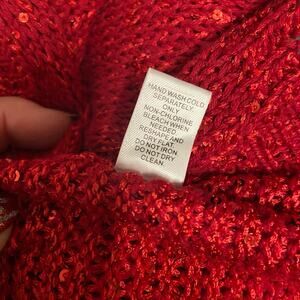 HAND WASH COLD
SEPARATELY.
ONLY
NON-CHLORINE
BLEACH WHEN
NEEDED
RESHAPE AND
DRY FLAT.
DO NOT IRON.
DO NOT DRY
CLEAN.